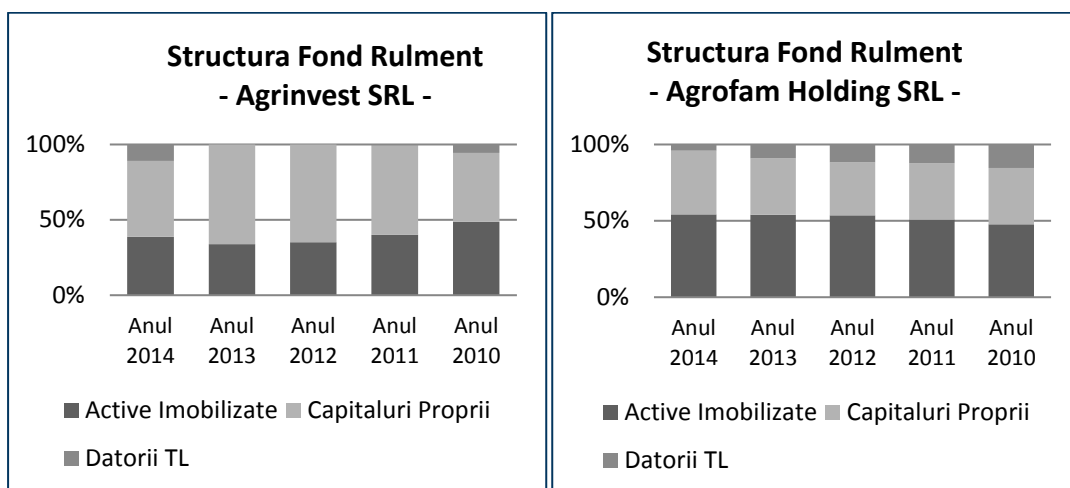 Structura Fond Rulment
- Agrinvest SRL -
100%
50%
0%
Anul Anul Anul Anul Anul
2014 2013 2012 2011 2010
Active Imobilizate Capitaluri Proprii
Datorii TL
Structura Fond Rulment
- Agrofam Holding SRL -
100%
50%
0%
Anul Anul Anul Anul Anul
2014 2013 2012 2011 2010
Active Imobilizate Capitaluri Proprii
Datorii TL